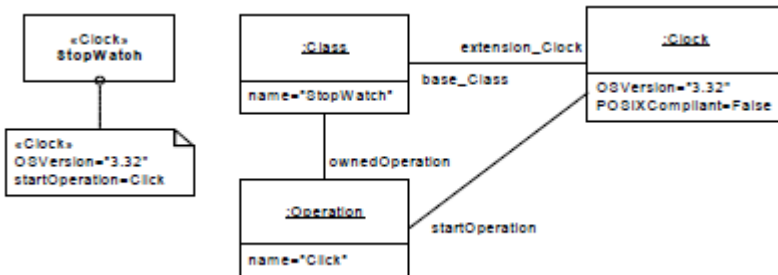 «Clock»
StopWatch
«Clock»
OSVersion="3.32"
startOperation=Click
:Class
name="StopWatch"
extension_Clock
base_Class
:Clock
OSVersion="3.32"
POSIXCompliant=False
ownedOperation
:Operation
name="Click"
startOperation